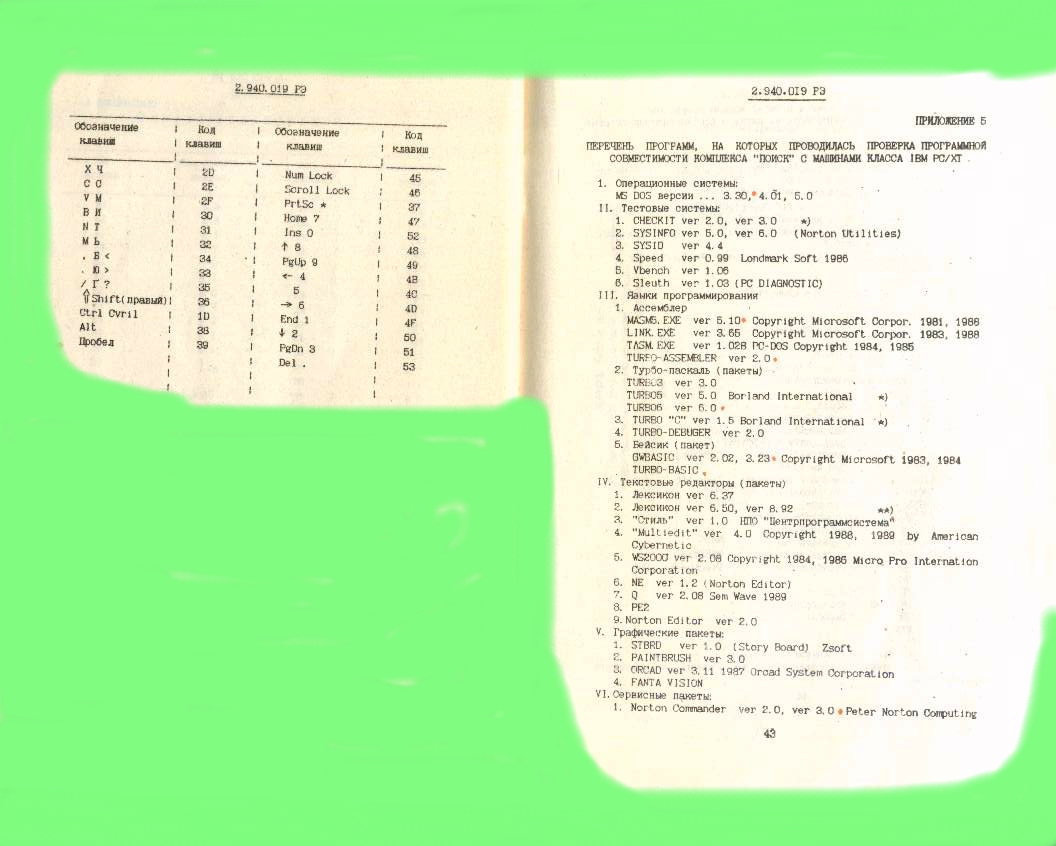 2.940.019 РЭ
Обозначение клавиш | Код клавиш | Обозначение клавиш | Код клавиш
Х Ч | 2D | Num Lock | 45
С С | 2E | Scroll Lock | 46
V М | 2F | PrtSc * | 37
В И | 30 | Home 7 | 47
N Т | 31 | Ins 0 | 52
М Ь | 32 | ↑ 8 | 48
, Б < | 34 | PgUp 9 | 49
. Ю > | 33 | <- 4 | 4B
/ Г ? | 35 | 5 | 4C
⇧Shift(правый) | 36 | -> 6 | 4D
Ctrl Cvril | 1D | End 1 | 4F
Alt | 38 | ↓ 2 | 50
Пробел | 39 | PgDn 3 | 51
Del . | 53
2.940.019 РЭ
ПРИЛОЖЕНИЕ 5
ПЕРЕЧЕНЬ ПРОГРАММ, НА КОТОРЫХ ПРОВОДИЛАСЬ ПРОВЕРКА ПРОГРАММНОЙ
СОВМЕСТИМОСТИ КОМПЛЕКСА "ПОИСК" С МАШИНАМИ КЛАССА IBM PC/XT .
I. Операционные системы:
MS DOS версии ... 3.30, 4.01, 5.0
II. Тестовые системы:
1. CHECKIT ver 2.0, ver 3.0 *)
2. SYSINFO ver 5.0, ver 6.0 (Norton Utilities)
3. SYSID ver 4.4
4. Speed ver 0.99 Londmark Soft 1986
5. Vbench ver 1.06
6. Sleuth ver 1.03 (PC DIAGNOSTIC)
III. Языки программирования
1. Ассемблер
MASM5.EXE ver 5.10 Copyright Microsoft Corpor. 1981, 1986
LINK.EXE ver 3.65 Copyright Microsoft Corpor. 1983, 1988
TASM.EXE ver 1.028 PC-DOS Copyright 1984, 1985
TURBO-ASSEMBLER ver 2.0
2. Турбо-паскаль (пакеты)
TURBO3 ver 3.0
TURBO5 ver 5.0 Borland International *)
TURBO6 ver 6.0
3. TURBO "C" ver 1.5 Borland International *)
4. TURBO-DEBUGER ver 2.0
5. Бейсик (пакет)
GWBASIC ver 2.02, 3.23 Copyright Microsoft 1983, 1984
TURBO-BASIC
IV. Текстовые редакторы (пакеты)
1. Лексикон ver 6.37
2. Лексикон ver 6.50, ver 8.92 **)
3. "Стиль" ver 1.0 НПО "Центрпрограммсистема"
4. "Multiedit" ver 4.0 Copyright 1988, 1989 by American
Cybernetic
5. WS2000 ver 2.08 Copyright 1984, 1986 Micro Pro Internation
Corporation
6. NE ver 1.2 (Norton Editor)
7. Q ver 2.08 Sem Wave 1989
8. PE2
9. Norton Editor ver 2.0
V. Графические пакеты:
1. STBRD ver 1.0 (Story Board) Zsoft
2. PAINTBRUSH ver 3.0
3. ORCAD ver 3.11 1987 Orcad System Corporation
4. FANTA VISION
VI. Сервисные пакеты:
1. Norton Commander ver 2.0, ver 3.0 Peter Norton Computing
43